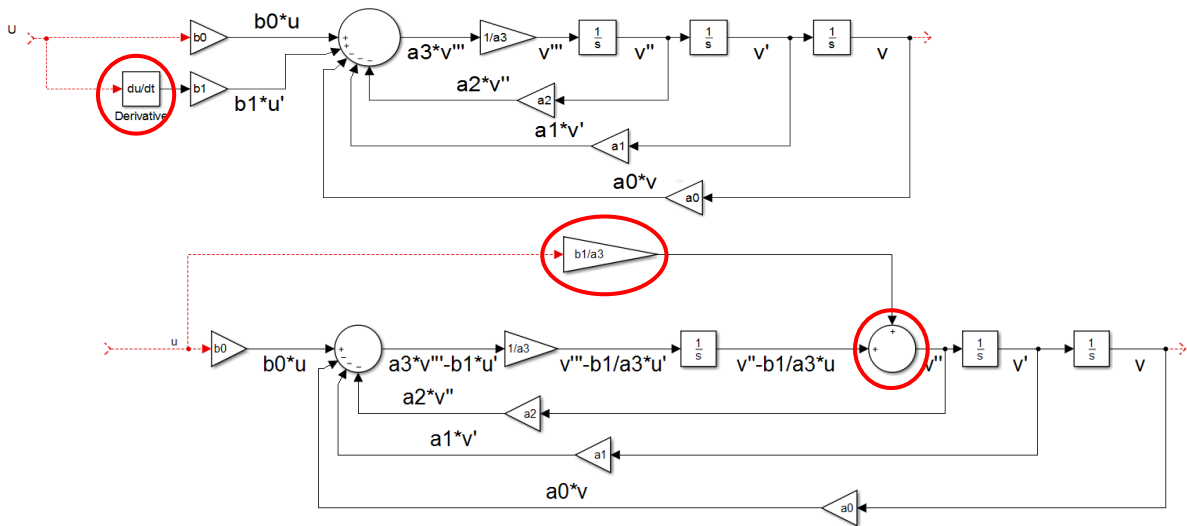 U
b0
b0*u
+
+
−
−
−
a3*v'''
1/a3
v'''
1
s
v''
1
s
v'
1
s
v
du/dt
Derivative
b1
b1*u'
a2*v''
a2
a1*v'
a1
a0*v
a0
b1/a3
u
b0
b0*u
+
−
−
−
a3*v'''-b1*u'
1/a3
v'''-b1/a3*u'
1
s
v''-b1/a3*u
+
+
v''
1
s
v'
1
s
v
a2*v''
a2
a1*v'
a1
a0*v
a0